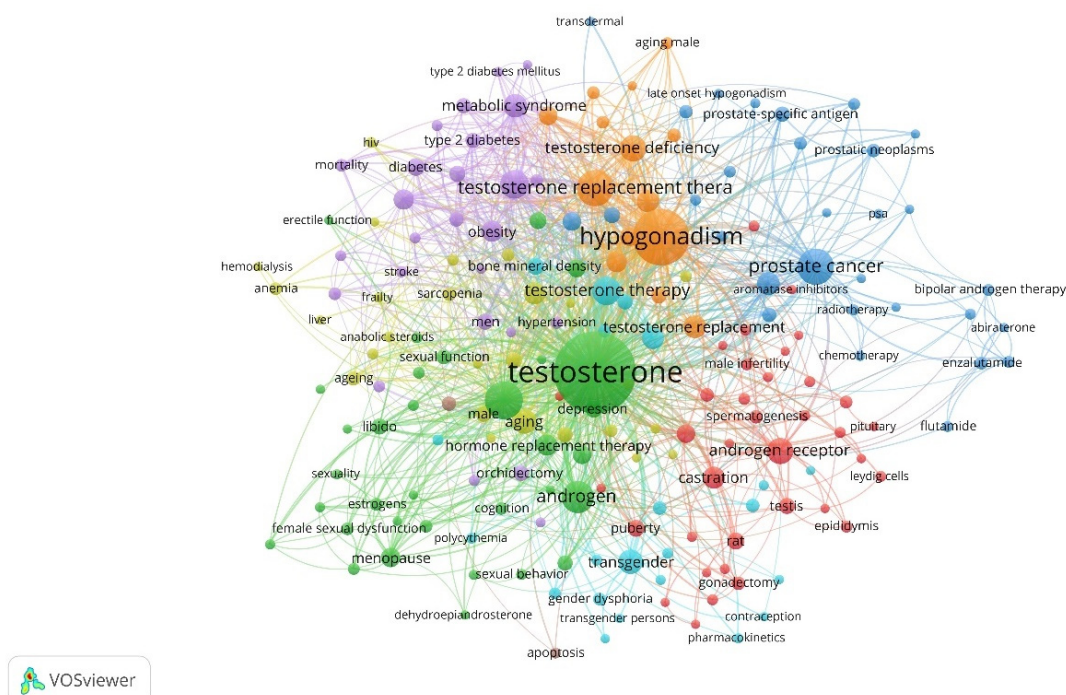 transdermal
aging male
type 2 diabetes mellitus
late onset hypogonadism
metabolic syndrome
prostate-specific antigen
hiv
type 2 diabetes
testosterone deficiency
prostatic neoplasms
mortality
diabetes
testosterone replacement thera
erectile function
psa
obesity
hypogonadism
hemodialysis
stroke
bone mineral density
prostate cancer
anemia
frailty
sarcopenia
testosterone therapy
aromatase inhibitors
bipolar androgen therapy
liver
men
hypertension
testosterone replacement
radiotherapy
abiraterone
anabolic steroids
sexual function
male infertility
chemotherapy
enzalutamide
ageing
testosterone
libido
male
aging
depression
spermatogenesis
pituitary
flutamide
hormone replacement therapy
androgen receptor
sexuality
orchidectomy
castration
leydig cells
estrogens
cognition
androgen
testis
female sexual dysfunction
polycythemia
puberty
epididymis
menopause
rat
sexual behavior
transgender
gonadectomy
gender dysphoria
dehydroepiandrosterone
transgender persons
contraception
pharmacokinetics
apoptosis
VOSviewer